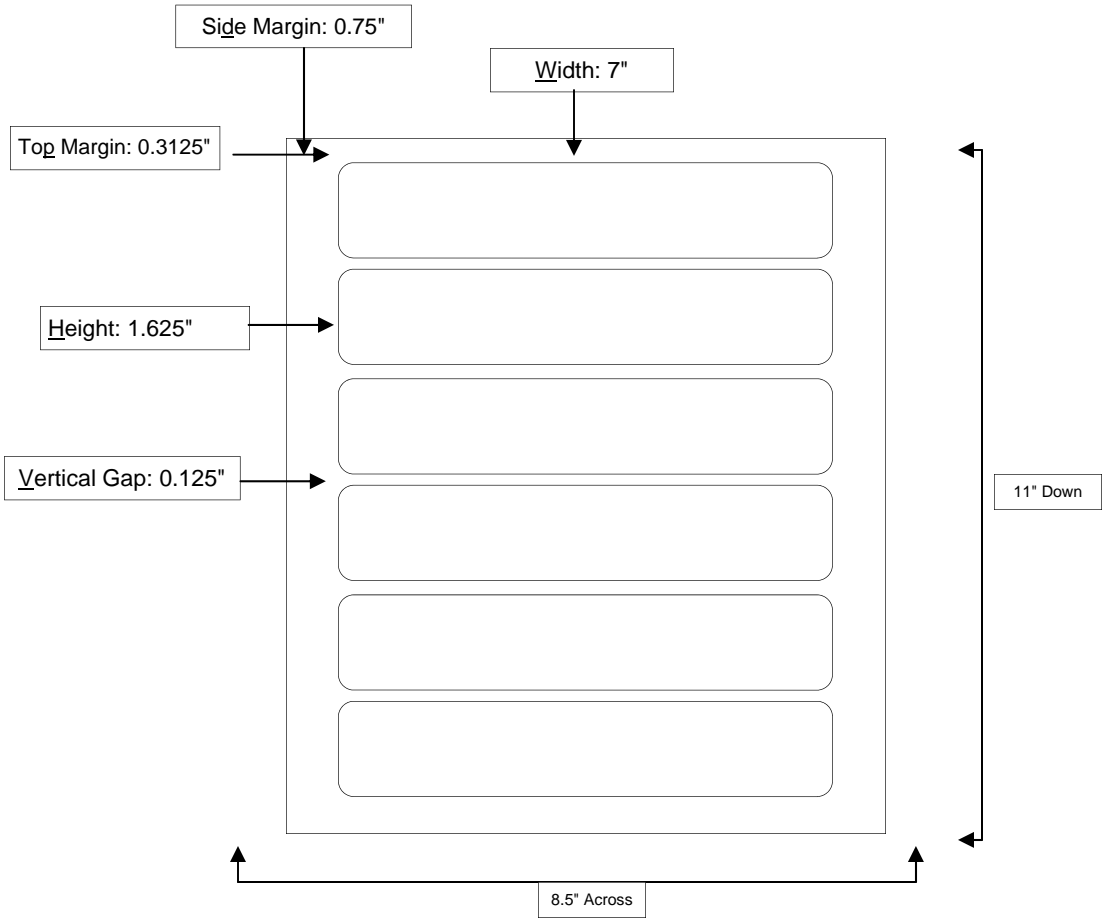 Side Margin: 0.75"
Width: 7"
Top Margin: 0.3125"
Height: 1.625"
Vertical Gap: 0.125"
11" Down
8.5" Across